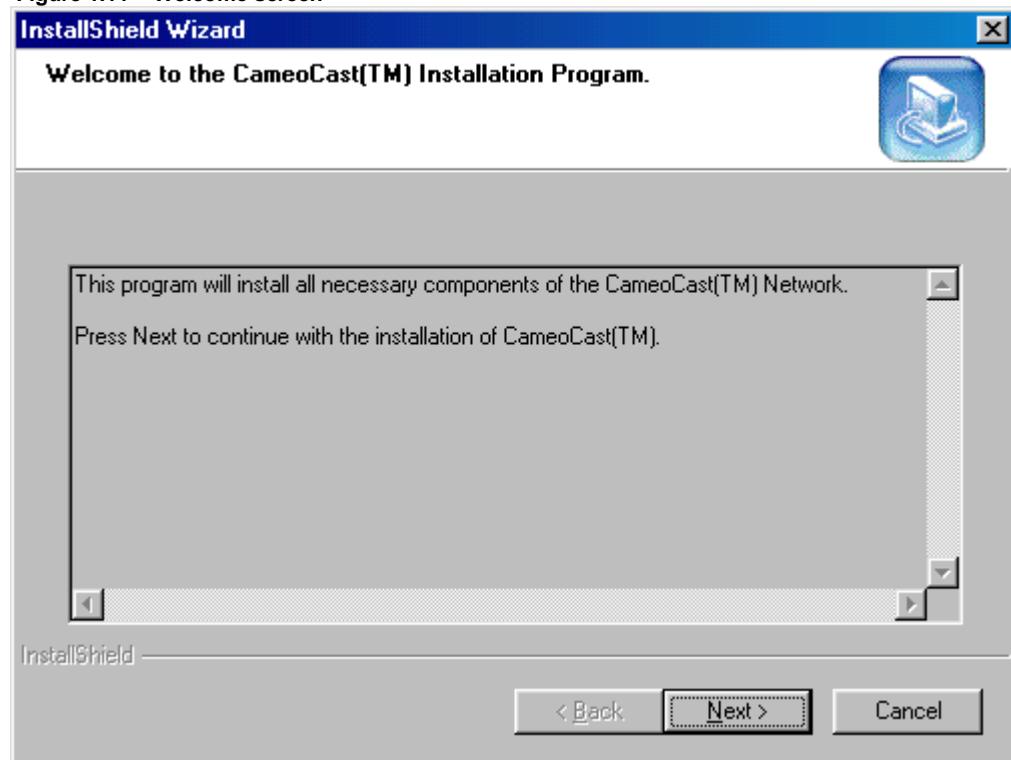 InstallShield Wizard
Welcome to the CameoCast(TM) Installation Program.
This program will install all necessary components of the CameoCast(TM) Network.
Press Next to continue with the installation of CameoCast(TM).
InstallShield
< Back
Next >
Cancel